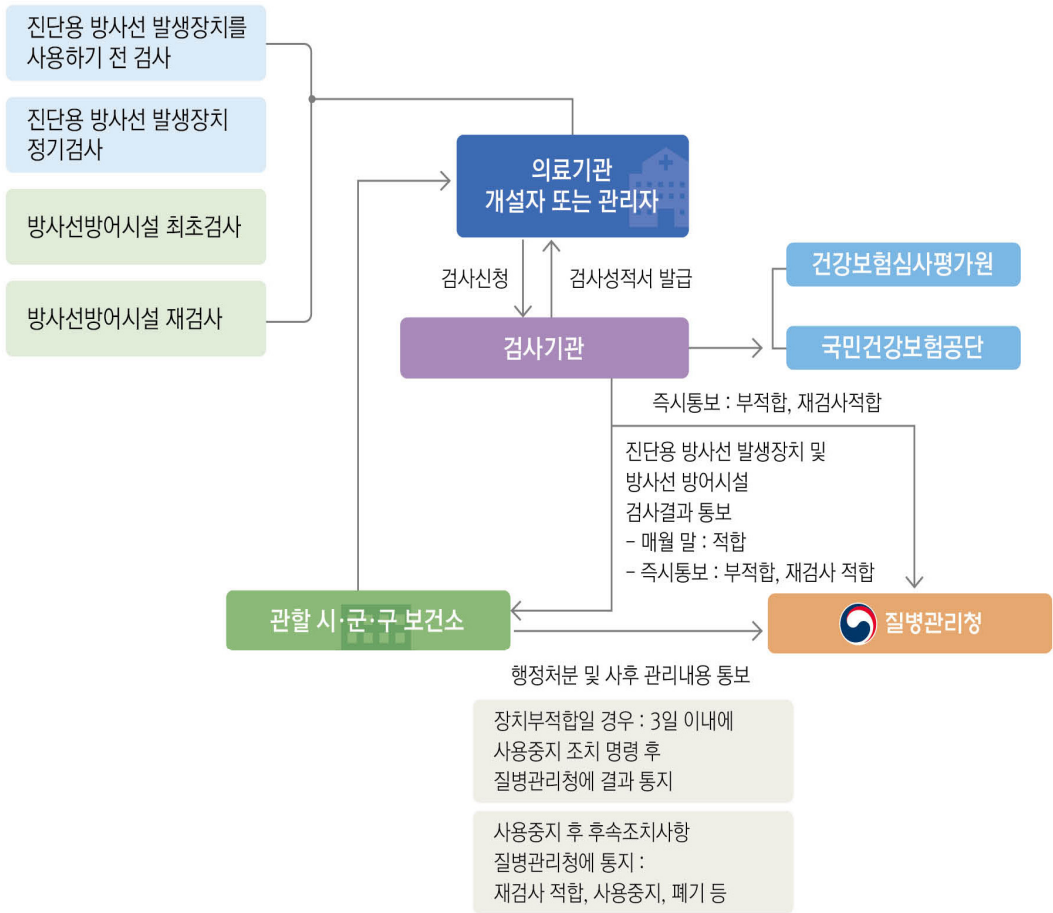 진단용 방사선 발생장치를
사용하기 전 검사
진단용 방사선 발생장치
정기검사
방사선방어시설 최초검사
방사선방어시설 재검사
의료기관
개설자 또는 관리자
검사신청
검사성적서 발급
건강보험심사평가원
국민건강보험공단
검사기관
즉시통보 : 부적합, 재검사적합
진단용 방사선 발생장치 및
방사선 방어시설
검사결과 통보
– 매월 말 : 적합
– 즉시통보 : 부적합, 재검사 적합
관할 시·군·구 보건소
질병관리청
행정처분 및 사후 관리내용 통보
장치부적합일 경우 : 3일 이내에
사용중지 조치 명령 후
질병관리청에 결과 통지
사용중지 후 후속조치사항
질병관리청에 통지 :
재검사 적합, 사용중지, 폐기 등